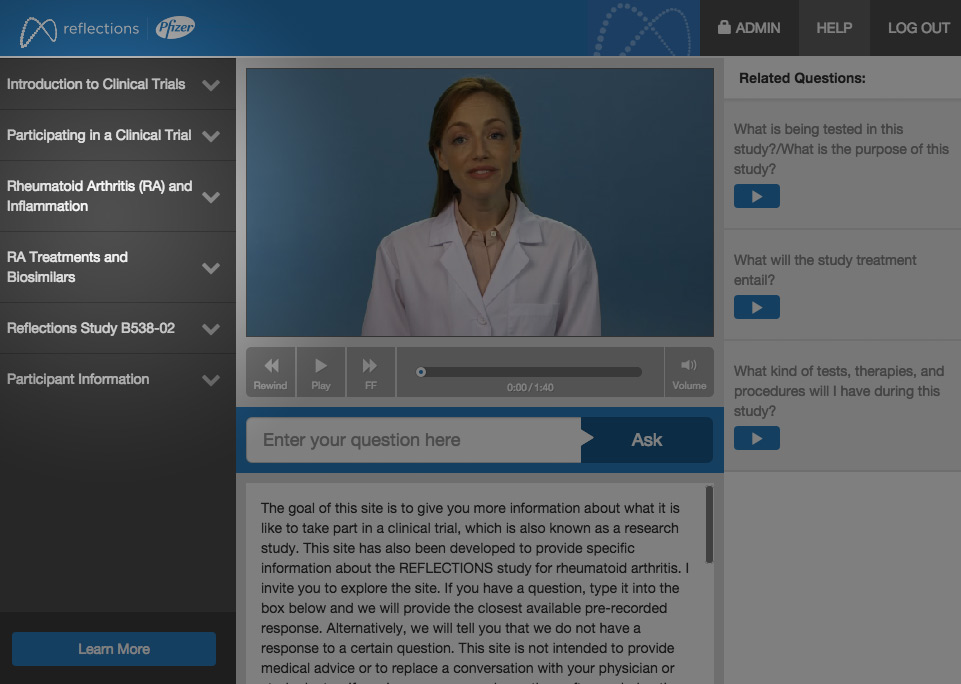 reflections
Pfizer
ADMIN
HELP
LOG OUT
Introduction to Clinical Trials
Participating in a Clinical Trial
Rheumatoid Arthritis (RA) and
Inflammation
RA Treatments and
Biosimilars
Reflections Study B538-02
Participant Information
Learn More
Rewind
Play
FF
0:00 / 1:40
Volume
Enter your question here
Ask
The goal of this site is to give you more information about what it is
like to take part in a clinical trial, which is also known as a research
study. This site has also been developed to provide specific
information about the REFLECTIONS study for rheumatoid arthritis. I
invite you to explore the site. If you have a question, type it into the
box below and we will provide the closest available pre-recorded
response. Alternatively, we will tell you that we do not have a
response to a certain question. This site is not intended to provide
medical advice or to replace a conversation with your physician or
Related Questions:
What is being tested in this
study?/What is the purpose of this
study?
What will the study treatment
entail?
What kind of tests, therapies, and
procedures will I have during this
study?